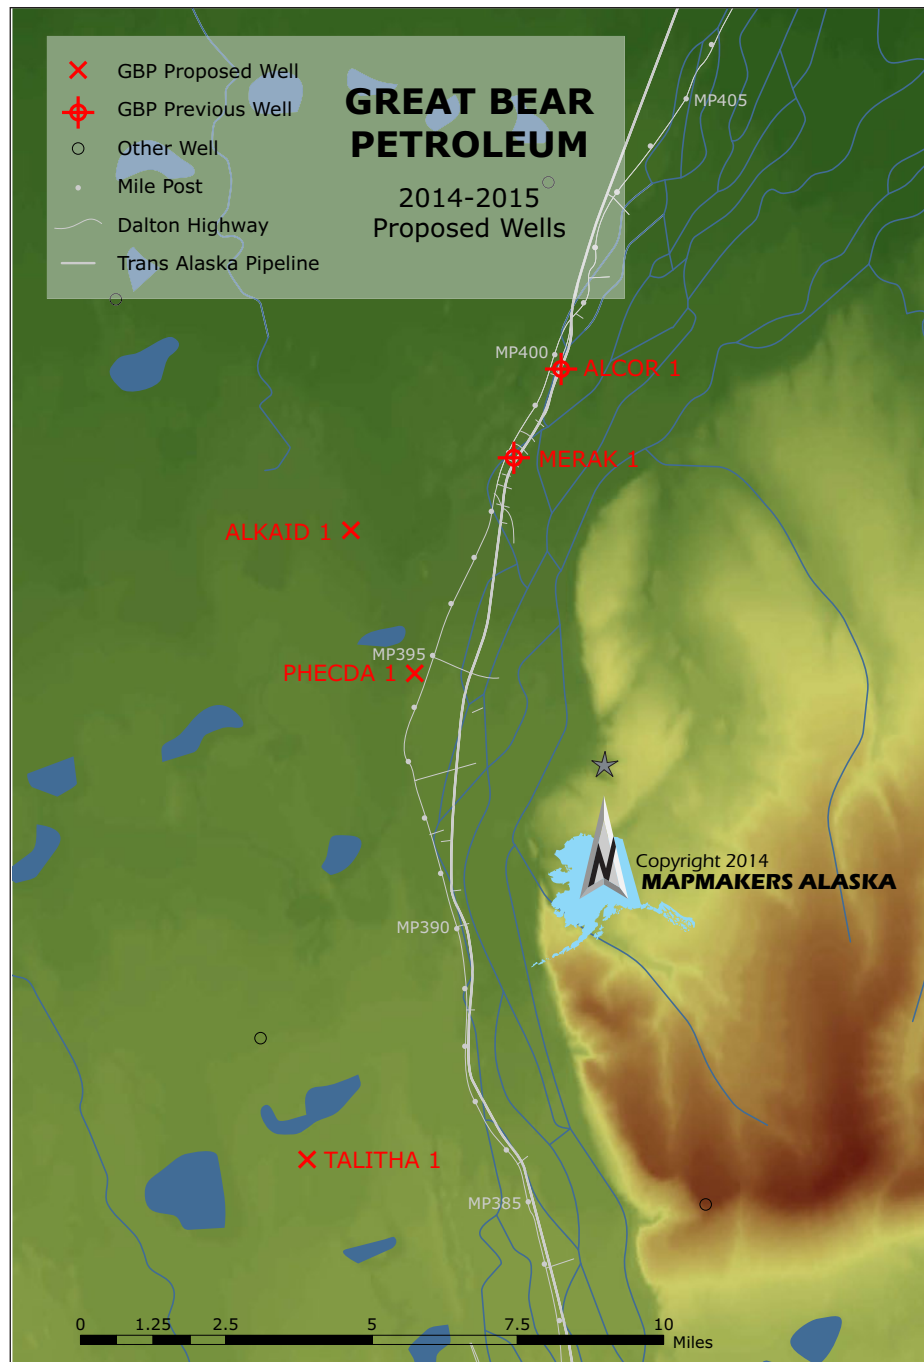 GBP Proposed Well
GBP Previous Well
Other Well
Mile Post
Dalton Highway
Trans Alaska Pipeline
GREAT BEAR
PETROLEUM
2014-2015
Proposed Wells
MP405
MP400
ALCOR 1
MERAK 1
ALKAID 1
MP395
PHECDA 1
N
Copyright 2014
MAPMAKERS ALASKA
MP390
TALITHA 1
MP385
0 1.25 2.5 5 7.5 10
Miles